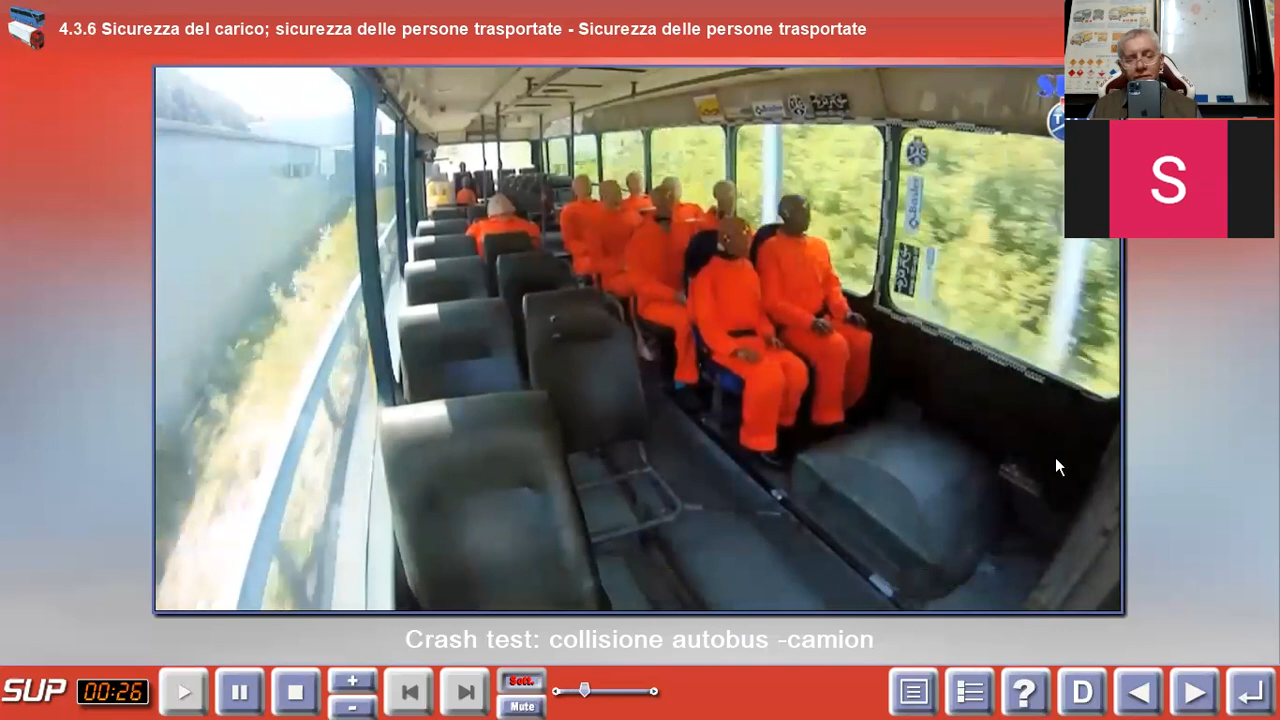 4.3.6 Sicurezza del carico; sicurezza delle persone trasportate - Sicurezza delle persone trasportate
S
Crash test: collisione autobus -camion
SUP
00:26
+
-
Sott.
Mute
?
D